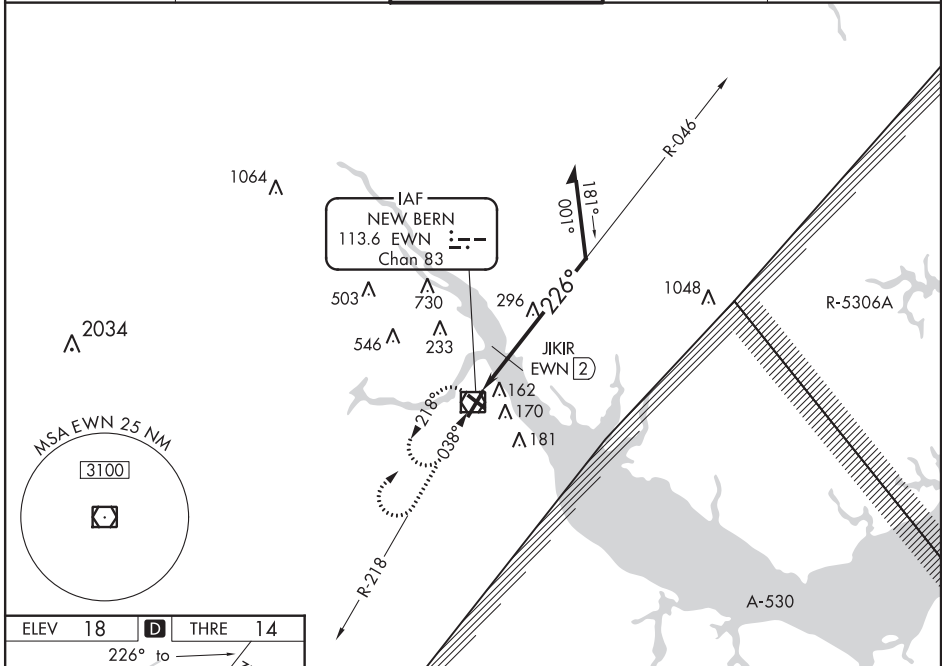 R-046
1064
IAF
NEW BERN
113.6 EWN
Chan 83
181°
001°
503
730
296
226°
1048
R-5306A
2034
546
233
JIKIR
EWN 2
162
170
181
218°
038°
MSA EWN 25 NM
3100
R-218
A-530
ELEV 18 D THRE 14
226° to